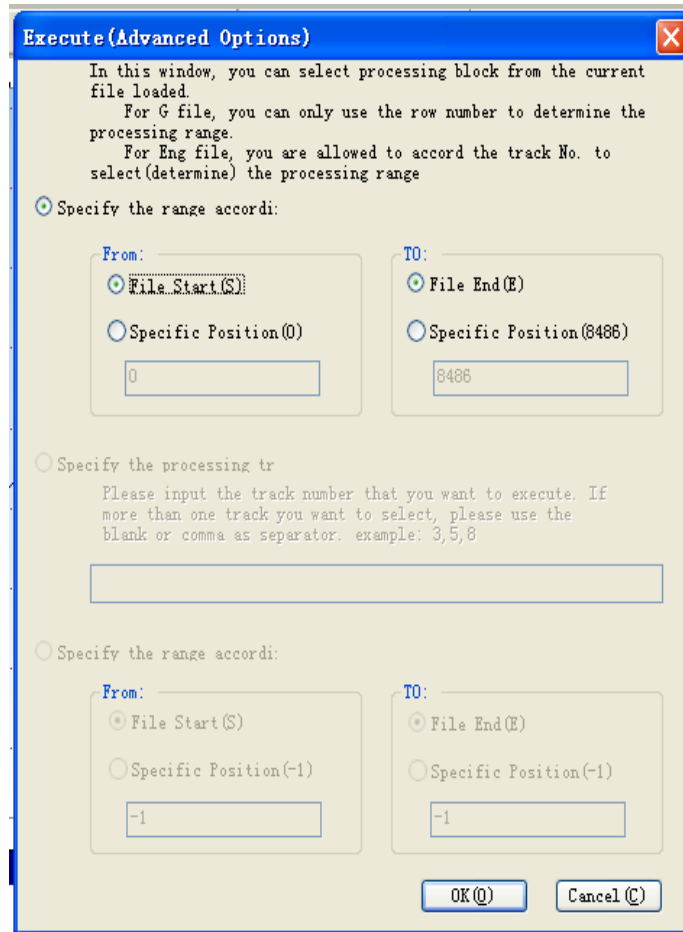 Execute(Advanced Options)
In this window, you can select processing block from the current
file loaded.
For G file, you can only use the row number to determine the
processing range.
For Eng file, you are allowed to accord the track No. to
select(determine) the processing range
Specify the range accordi:
From:
TO:
File Start(S)
File End(E)
Specific Position(0)
Specific Position(8486)
0
8486
Specify the processing tr
Please input the track number that you want to execute. If
more than one track you want to select, please use the
blank or comma as separator. example: 3,5,8
Specify the range accordi:
From:
TO:
File Start(S)
File End(E)
Specific Position(-1)
Specific Position(-1)
-1
-1
OK(O)
Cancel(C)